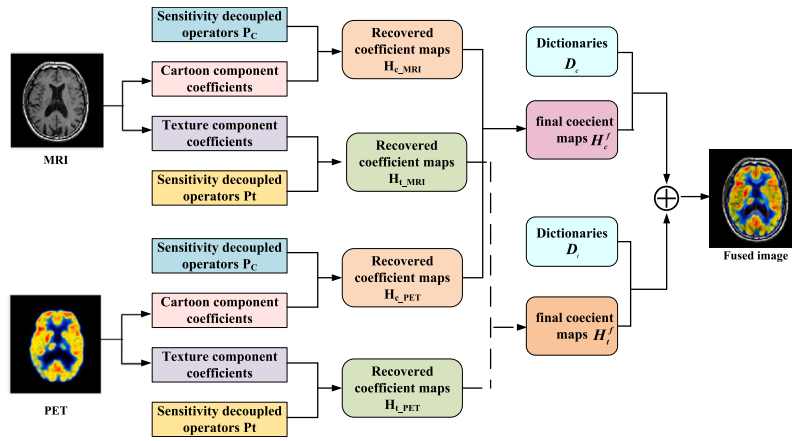 Sensitivity decoupled
operators P_C
Cartoon component
coefficients
Texture component
coefficients
Sensitivity decoupled
operators Pt
MRI
Recovered
coefficient maps
H_c_MRI
Recovered
coefficient maps
H_t_MRI
Sensitivity decoupled
operators P_C
Cartoon component
coefficients
Texture component
coefficients
Sensitivity decoupled
operators Pt
PET
Recovered
coefficient maps
H_c_PET
Recovered
coefficient maps
H_t_PET
Dictionaries
D_c
final coecient
maps H_c^f
Dictionaries
D_t
final coecient
maps H_t^f
Fused image